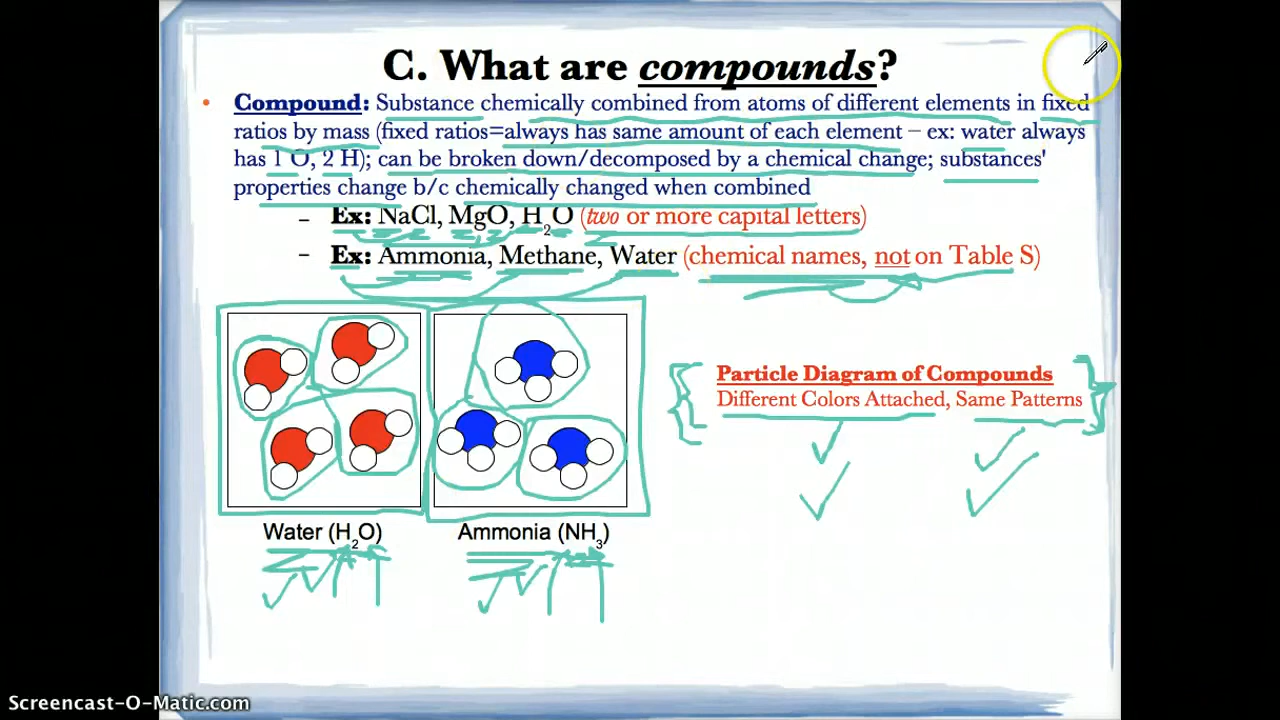 C. What are compounds?
• Compound: Substance chemically combined from atoms of different elements in fixed
ratios by mass (fixed ratios=always has same amount of each element – ex: water always
has 1 O, 2 H); can be broken down/decomposed by a chemical change; substances'
properties change b/c chemically changed when combined
– Ex: NaCl, MgO, H₂O (two or more capital letters)
– Ex: Ammonia, Methane, Water (chemical names, not on Table S)
Particle Diagram of Compounds
Different Colors Attached, Same Patterns
Water (H₂O)
Ammonia (NH₃)
Screencast-O-Matic.com